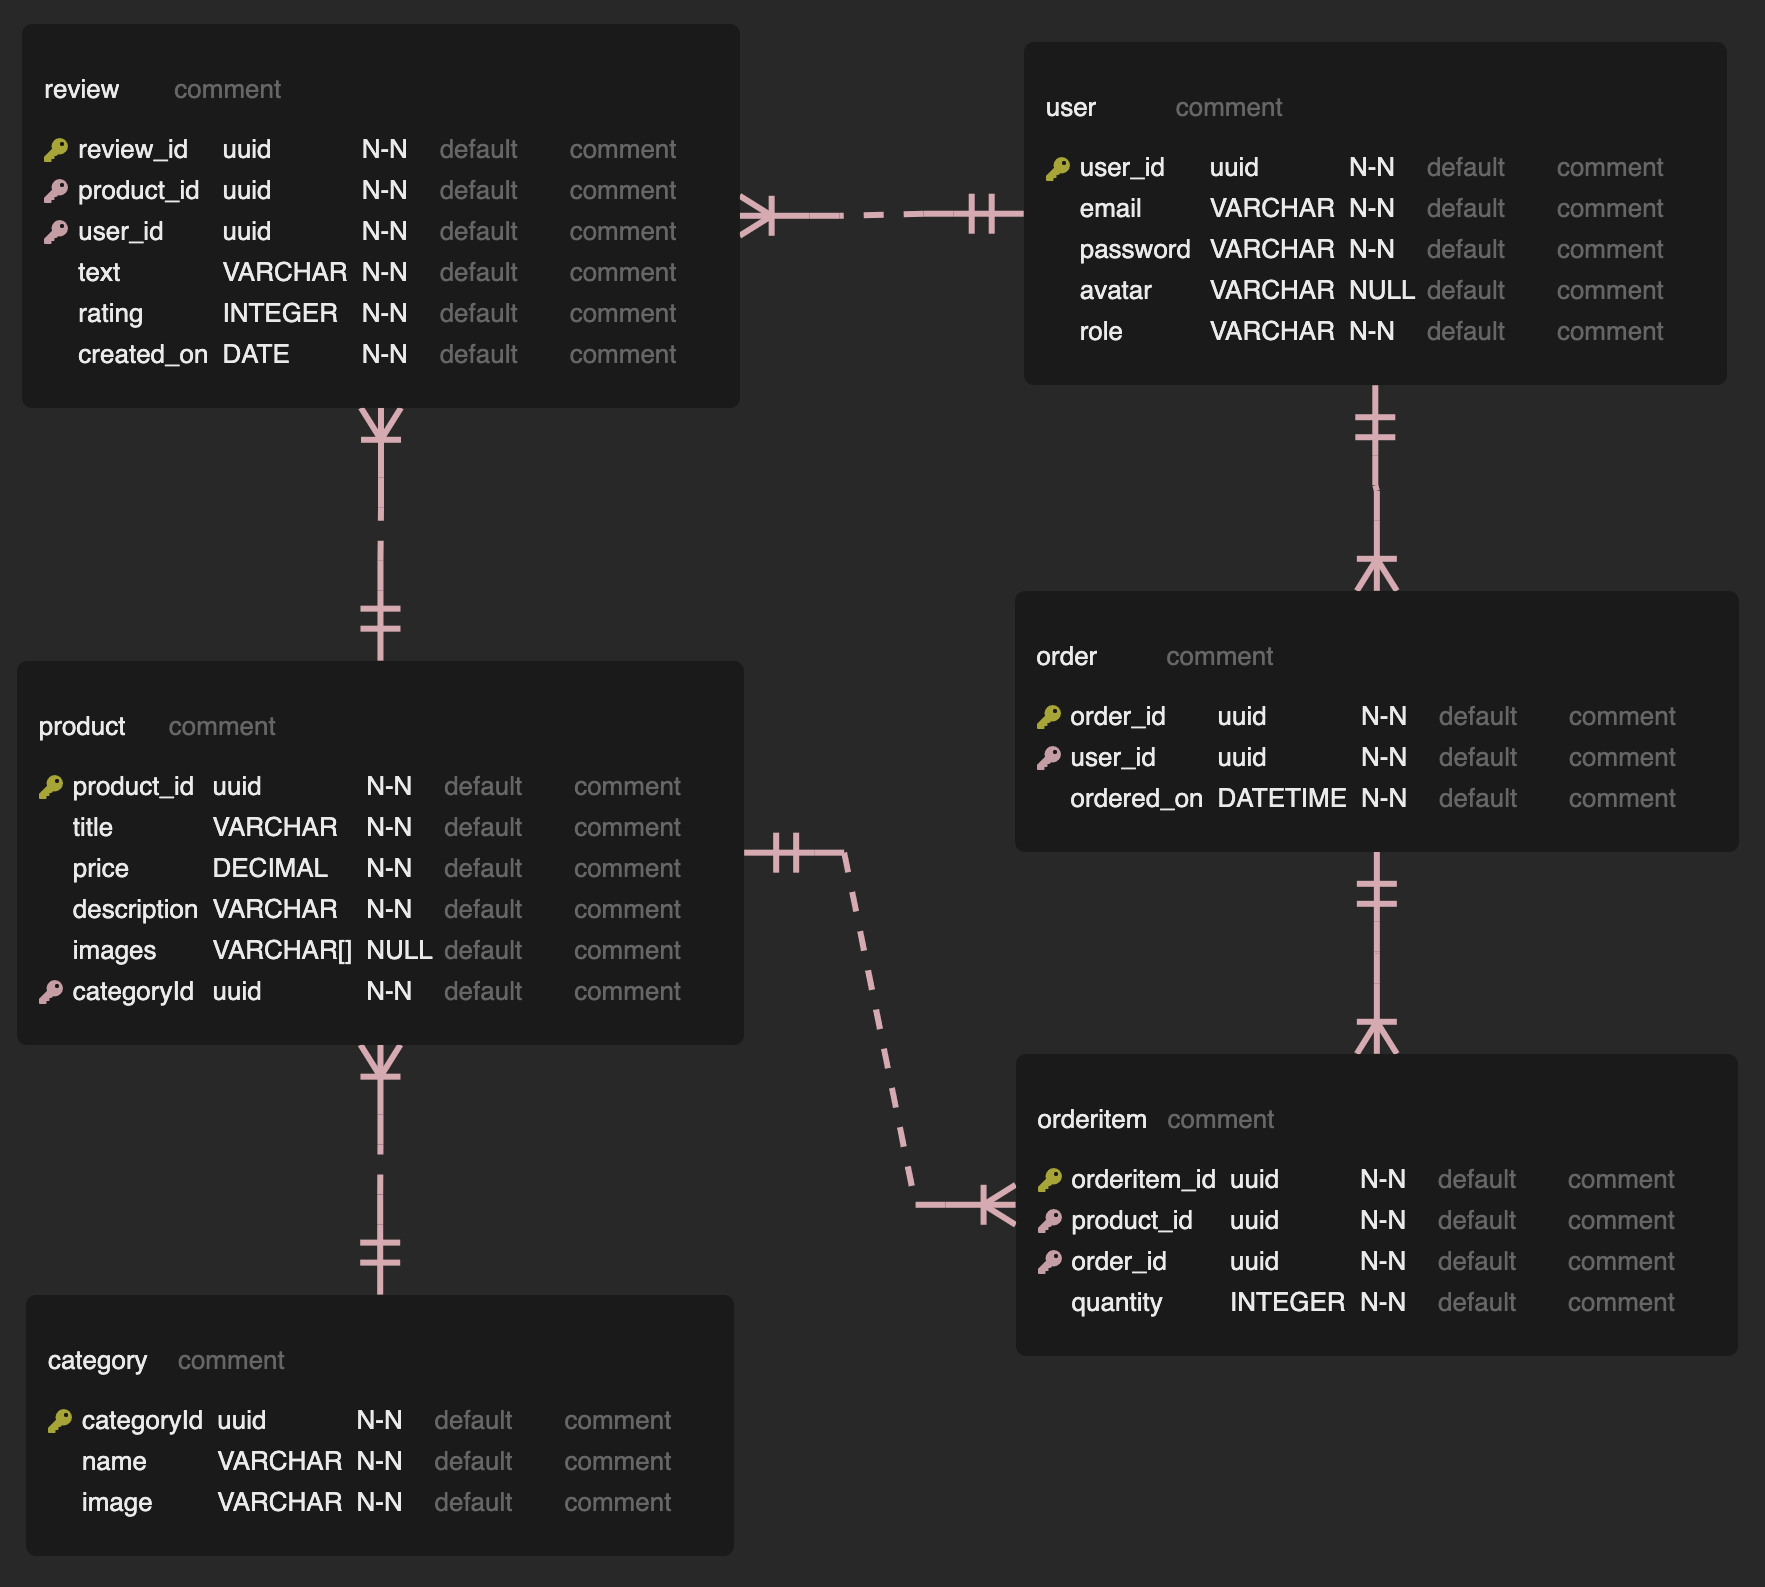 review comment
review_id uuid N-N default comment
product_id uuid N-N default comment
user_id uuid N-N default comment
text VARCHAR N-N default comment
rating INTEGER N-N default comment
created_on DATE N-N default comment
user comment
user_id uuid N-N default comment
email VARCHAR N-N default comment
password VARCHAR N-N default comment
avatar VARCHAR NULL default comment
role VARCHAR N-N default comment
product comment
product_id uuid N-N default comment
title VARCHAR N-N default comment
price DECIMAL N-N default comment
description VARCHAR N-N default comment
images VARCHAR[] NULL default comment
categoryId uuid N-N default comment
order comment
order_id uuid N-N default comment
user_id uuid N-N default comment
ordered_on DATETIME N-N default comment
orderitem comment
orderitem_id uuid N-N default comment
product_id uuid N-N default comment
order_id uuid N-N default comment
quantity INTEGER N-N default comment
category comment
categoryId uuid N-N default comment
name VARCHAR N-N default comment
image VARCHAR N-N default comment